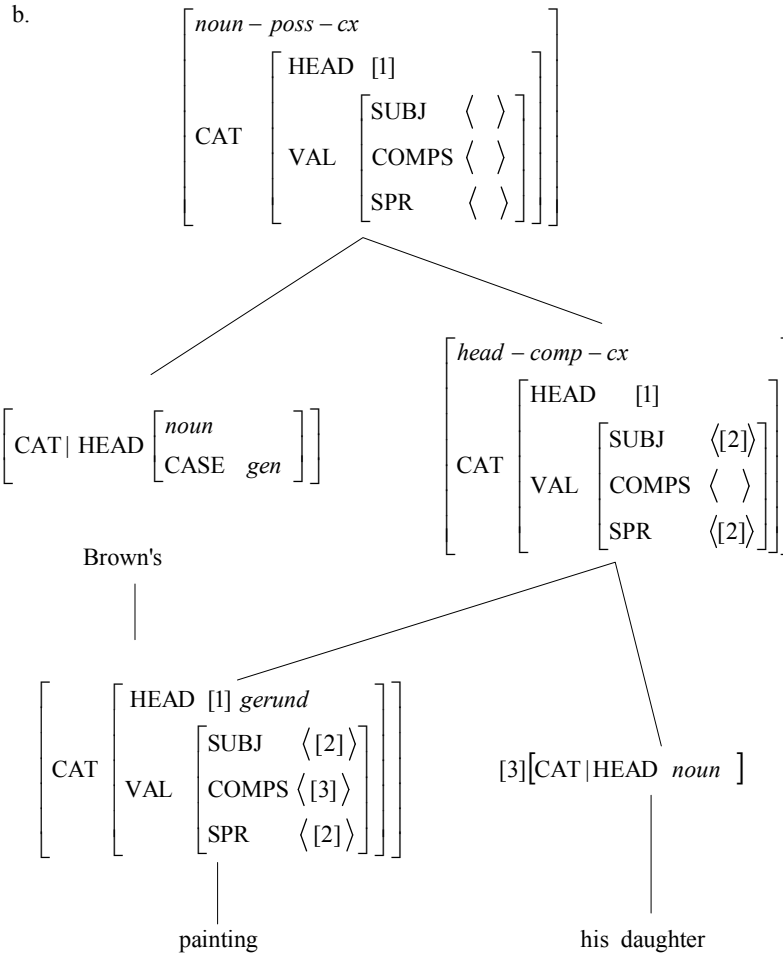 b.
noun – poss – cx
HEAD [1]
SUBJ ⟨ ⟩
CAT VAL COMPS ⟨ ⟩
SPR ⟨ ⟩
head – comp – cx
noun
CAT | HEAD
CASE gen
HEAD [1]
SUBJ ⟨[2]⟩
CAT VAL COMPS ⟨ ⟩
SPR ⟨[2]⟩
Brown's
HEAD [1] gerund
SUBJ ⟨[2]⟩
CAT VAL COMPS ⟨[3]⟩
SPR ⟨[2]⟩
[3][CAT | HEAD noun ]
painting his daughter